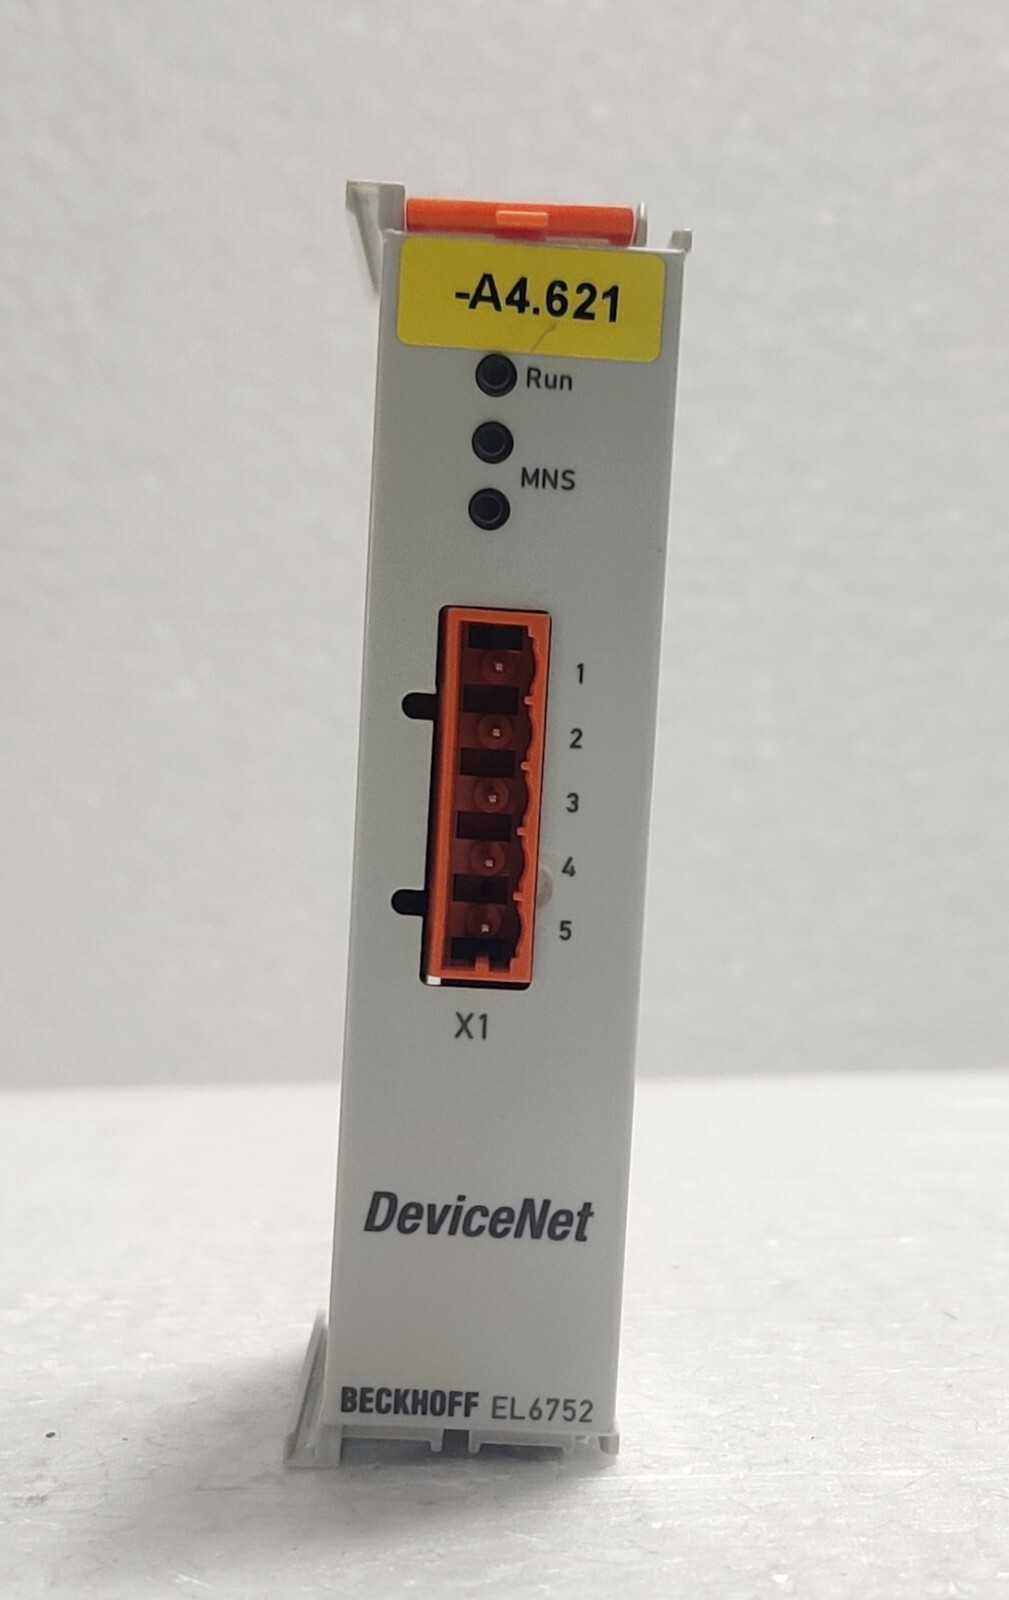 -A4.621
Run
MNS
1
2
3
4
5
X1
DeviceNet
BECKHOFF EL6752